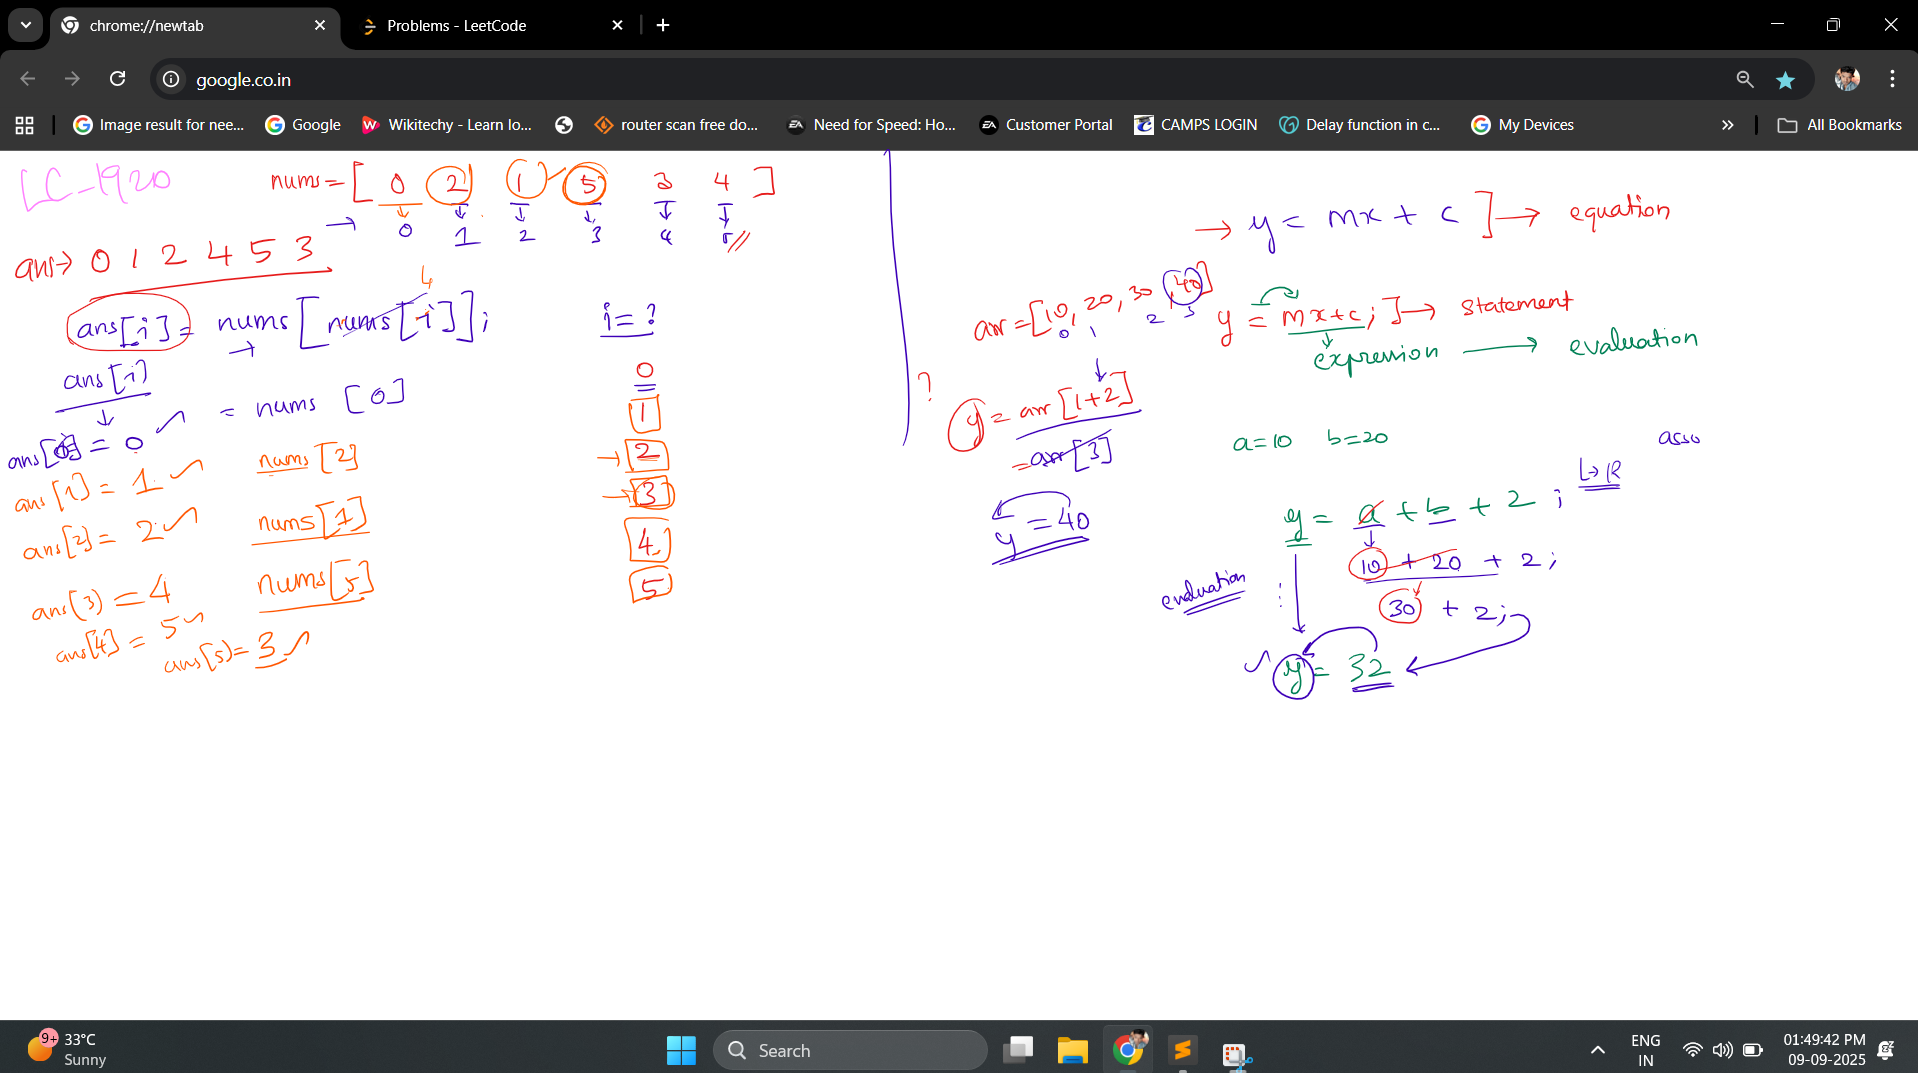 chrome://newtab
Problems - LeetCode
google.co.in
Image result for nee...
Google
Wikitechy - Learn lo...
router scan free do...
Need for Speed: Ho...
Customer Portal
CAMPS LOGIN
Delay function in c...
My Devices
All Bookmarks
LC-1920
nums = [ 0 2 1 5 3 4 ]
→ 0 1 2 3 4 5
ans → 0 1 2 4 5 3
4
ans[i] = nums[nums[i]];
i = ?
ans[i]
= nums [0]
ans[0] = 0
ans[1] = 1
nums [2]
ans[2] = 2
nums[1]
ans(3) = 4
nums[5]
ans[4] = 5
ans[5] = 3
0
1
→ 2
→ 3
4
5
→ y = mx + c ] → equation
arr = [10, 20, 30, 40]
0 1 2 3
y = mx+c; ] → statement
expression → evaluation
?
y = arr [1+2]
= arr [3]
y = 40
a=10 b=20
asso
L→R
y = a + b + 2 ;
10 + 20 + 2;
evaluation
30 + 2;
y = 32
9+
33°C
Sunny
Search
ENG
IN
01:49:42 PM
09-09-2025